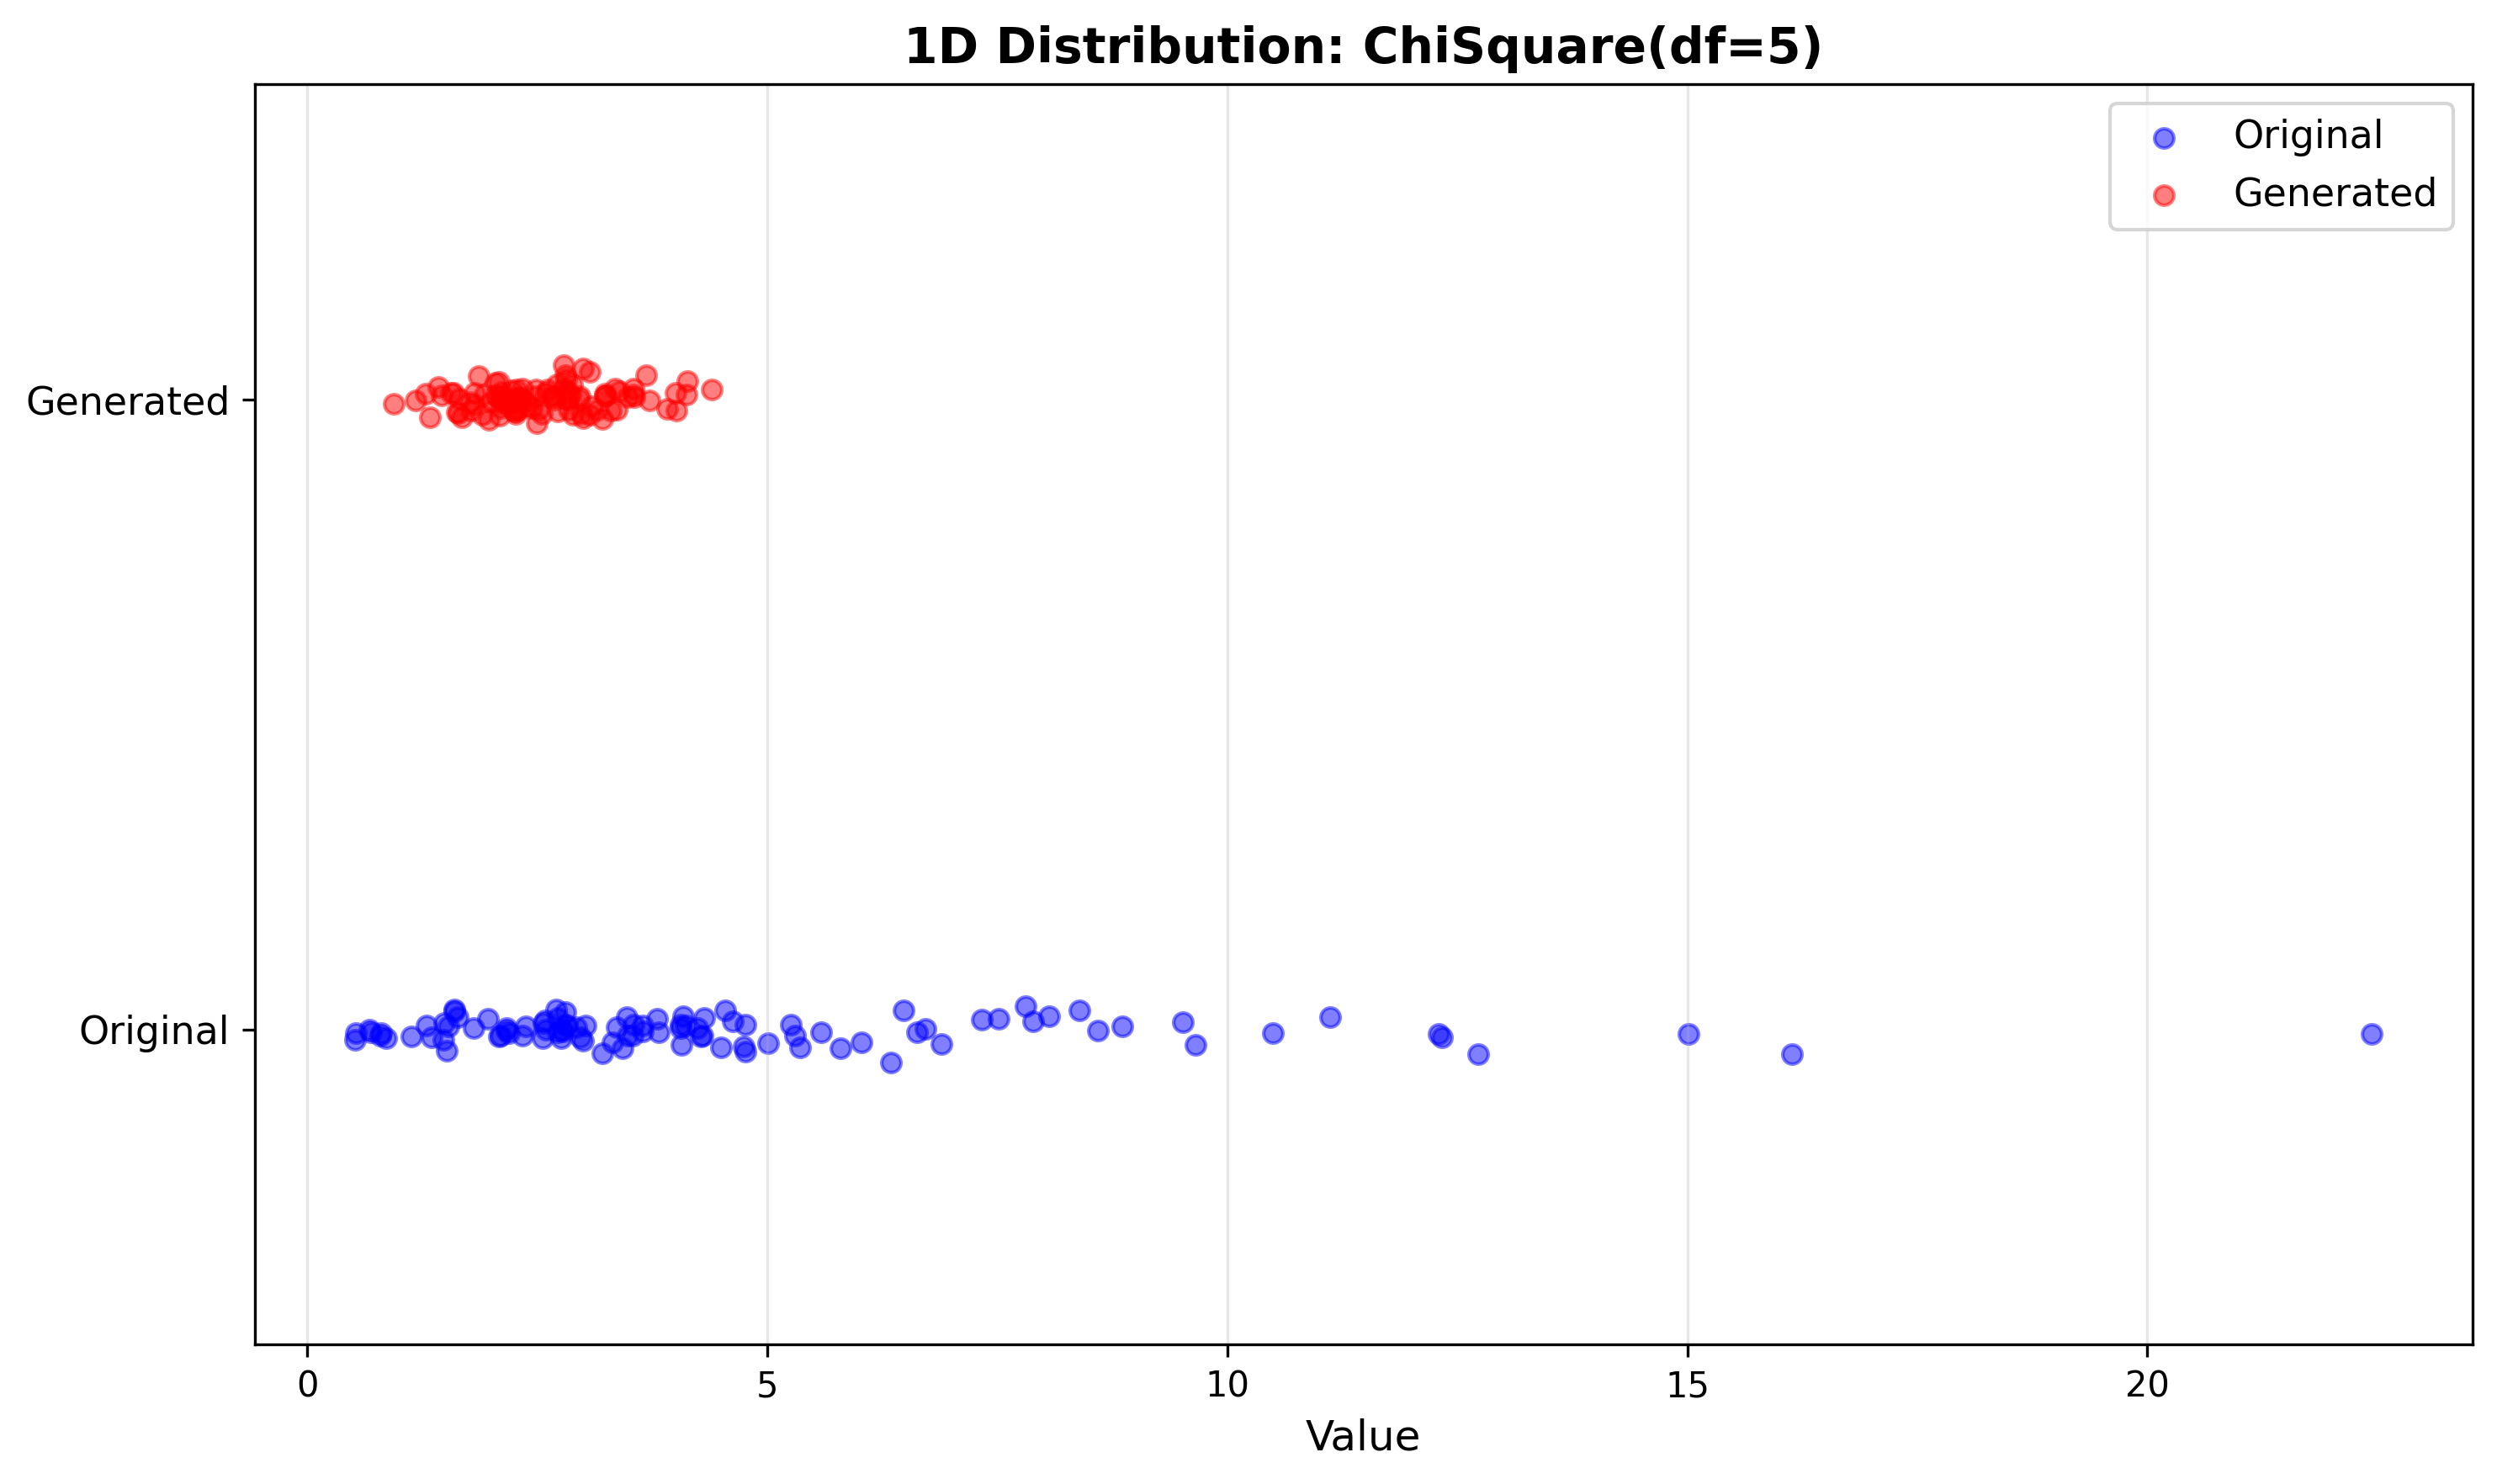 1D Distribution: ChiSquare(df=5)
Original
Generated
Generated
Original
0 5 10 15 20
Value